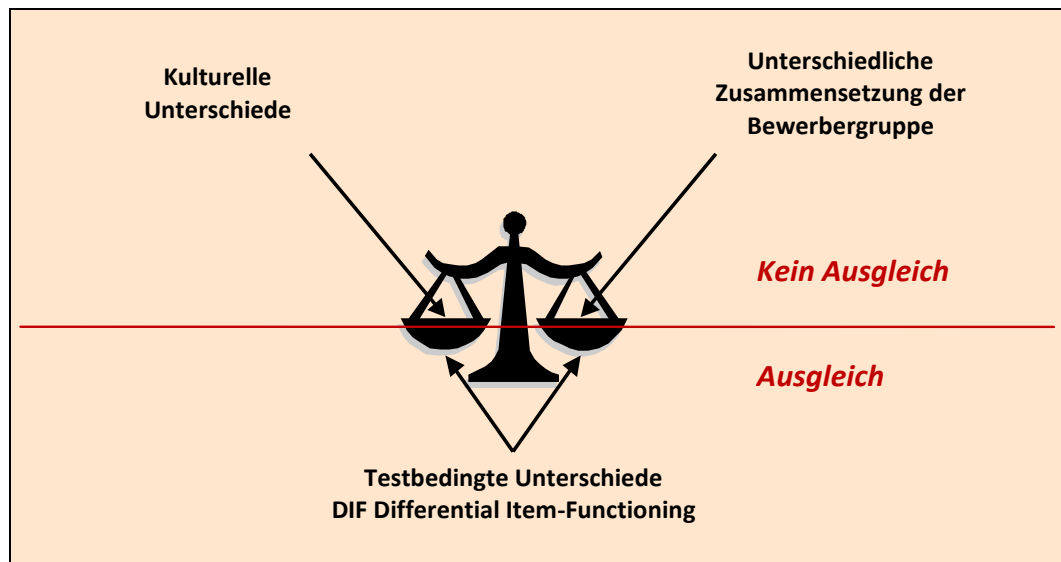 Kulturelle
Unterschiede
Unterschiedliche
Zusammensetzung der
Bewerbergruppe
Kein Ausgleich
Ausgleich
Testbedingte Unterschiede
DIF Differential Item-Functioning